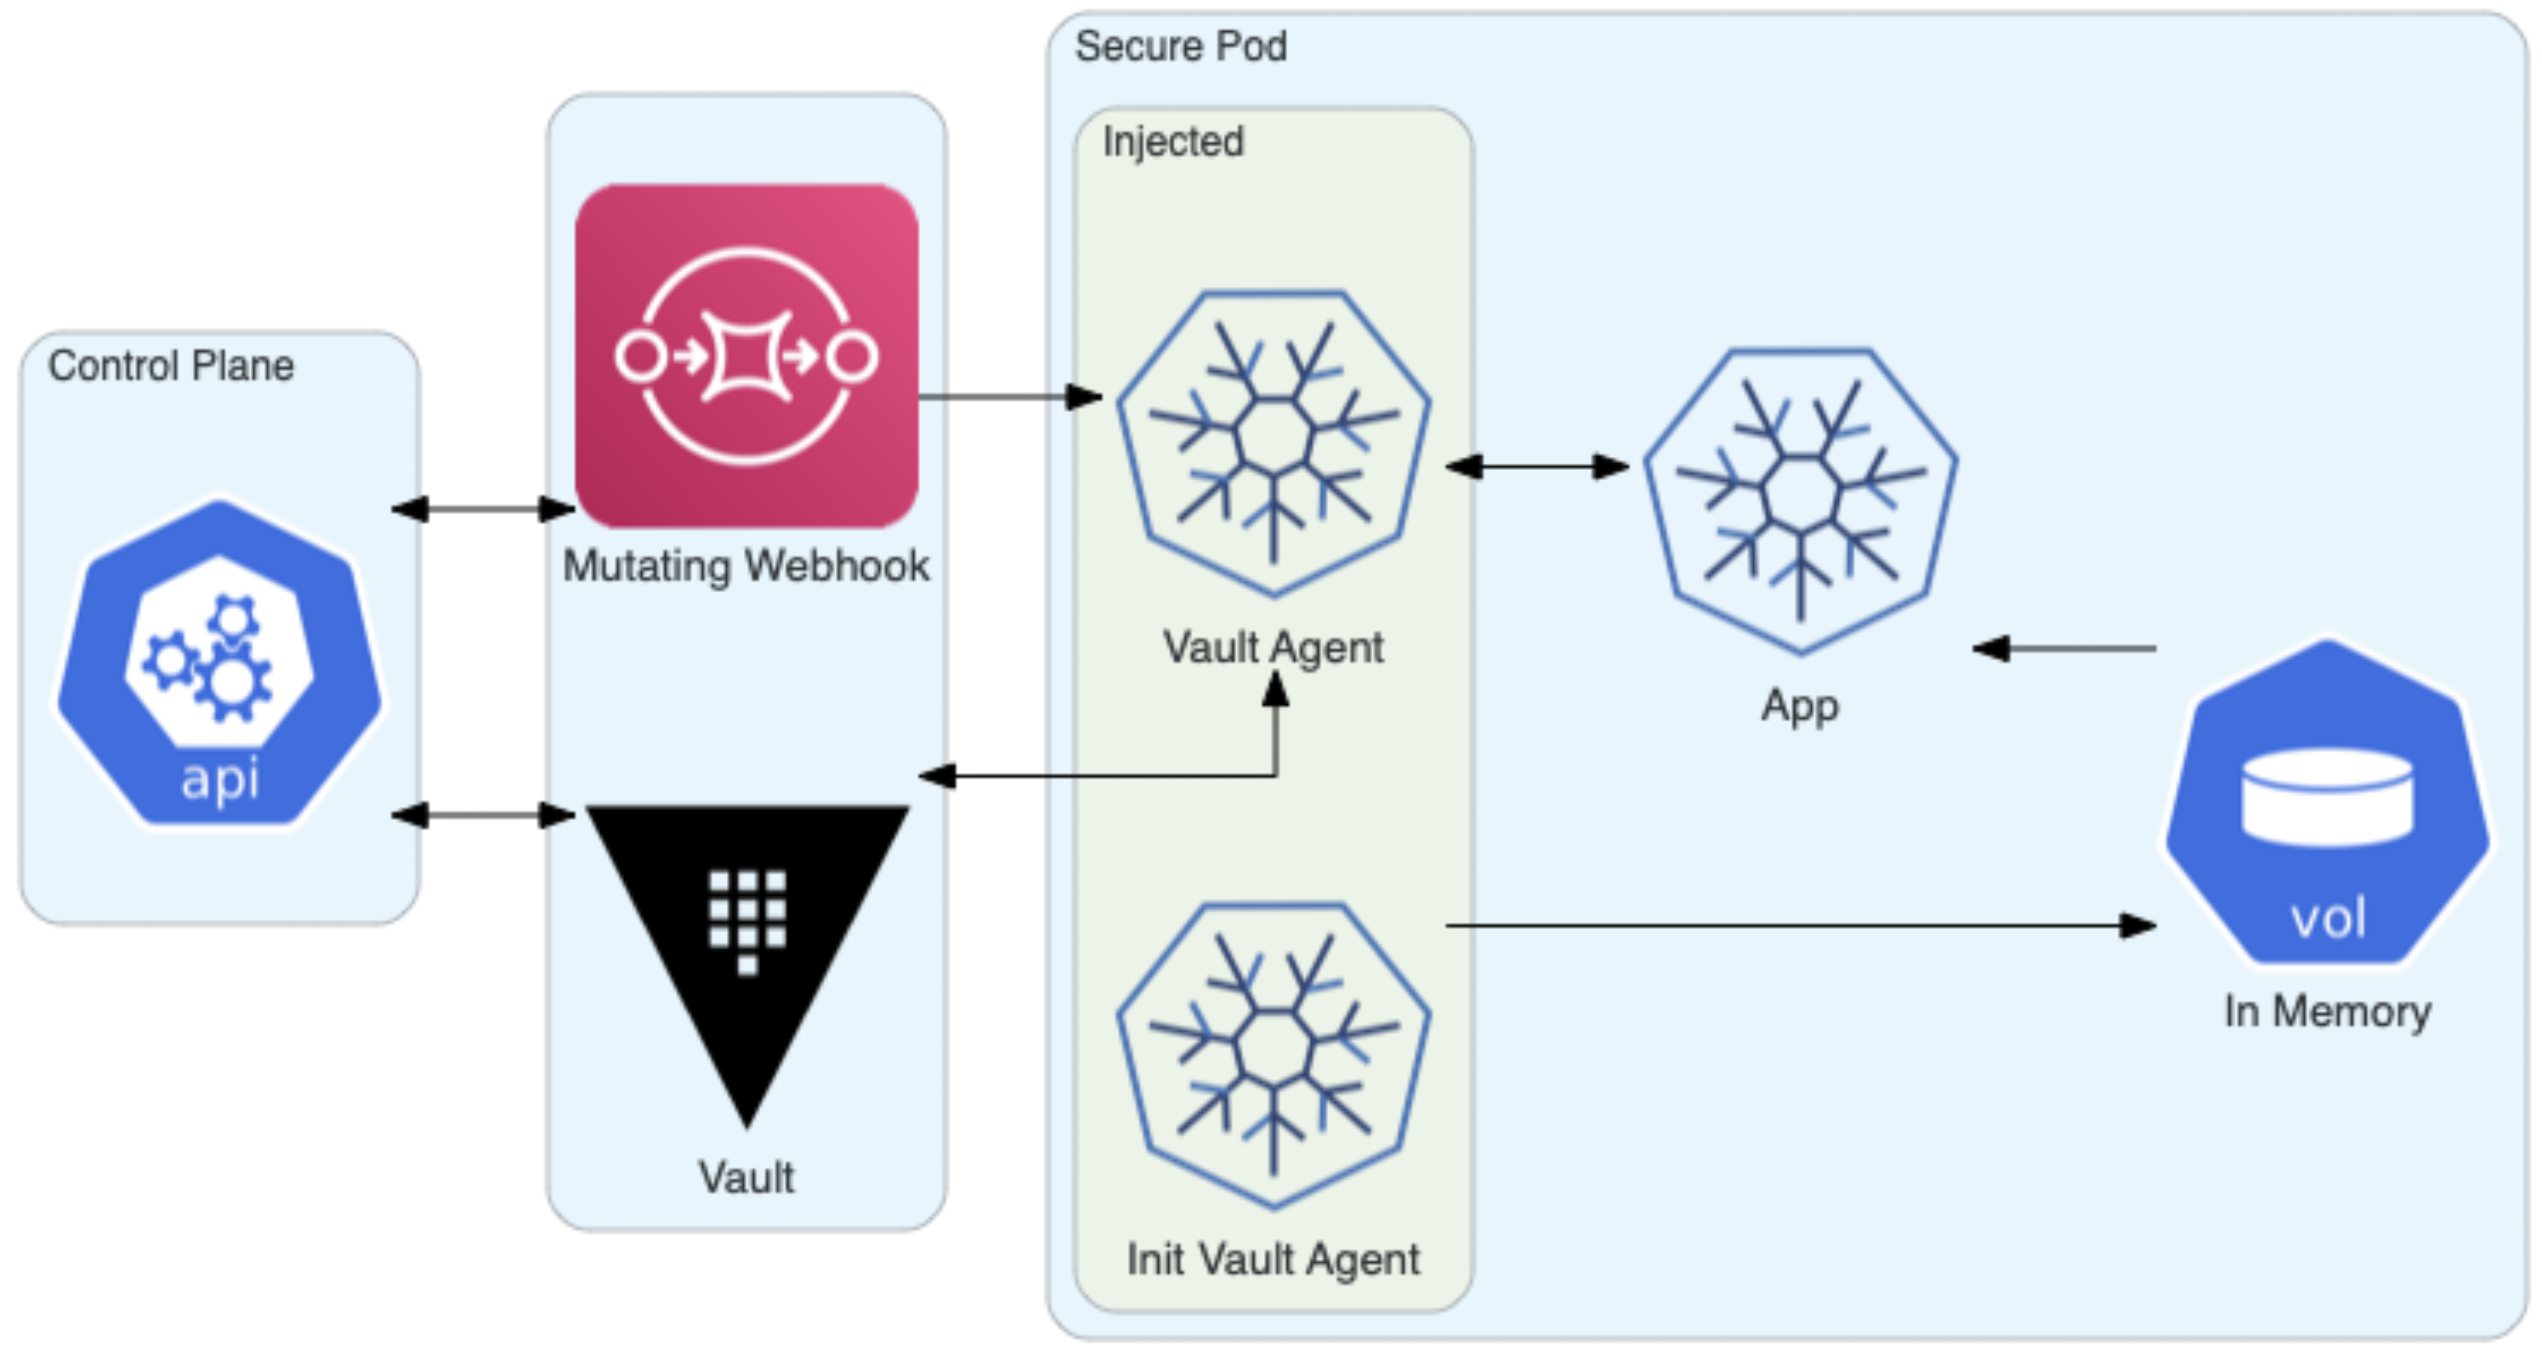 Secure Pod
Injected
Control Plane
Mutating Webhook
Vault Agent
App
api
vol
In Memory
Vault
Init Vault Agent